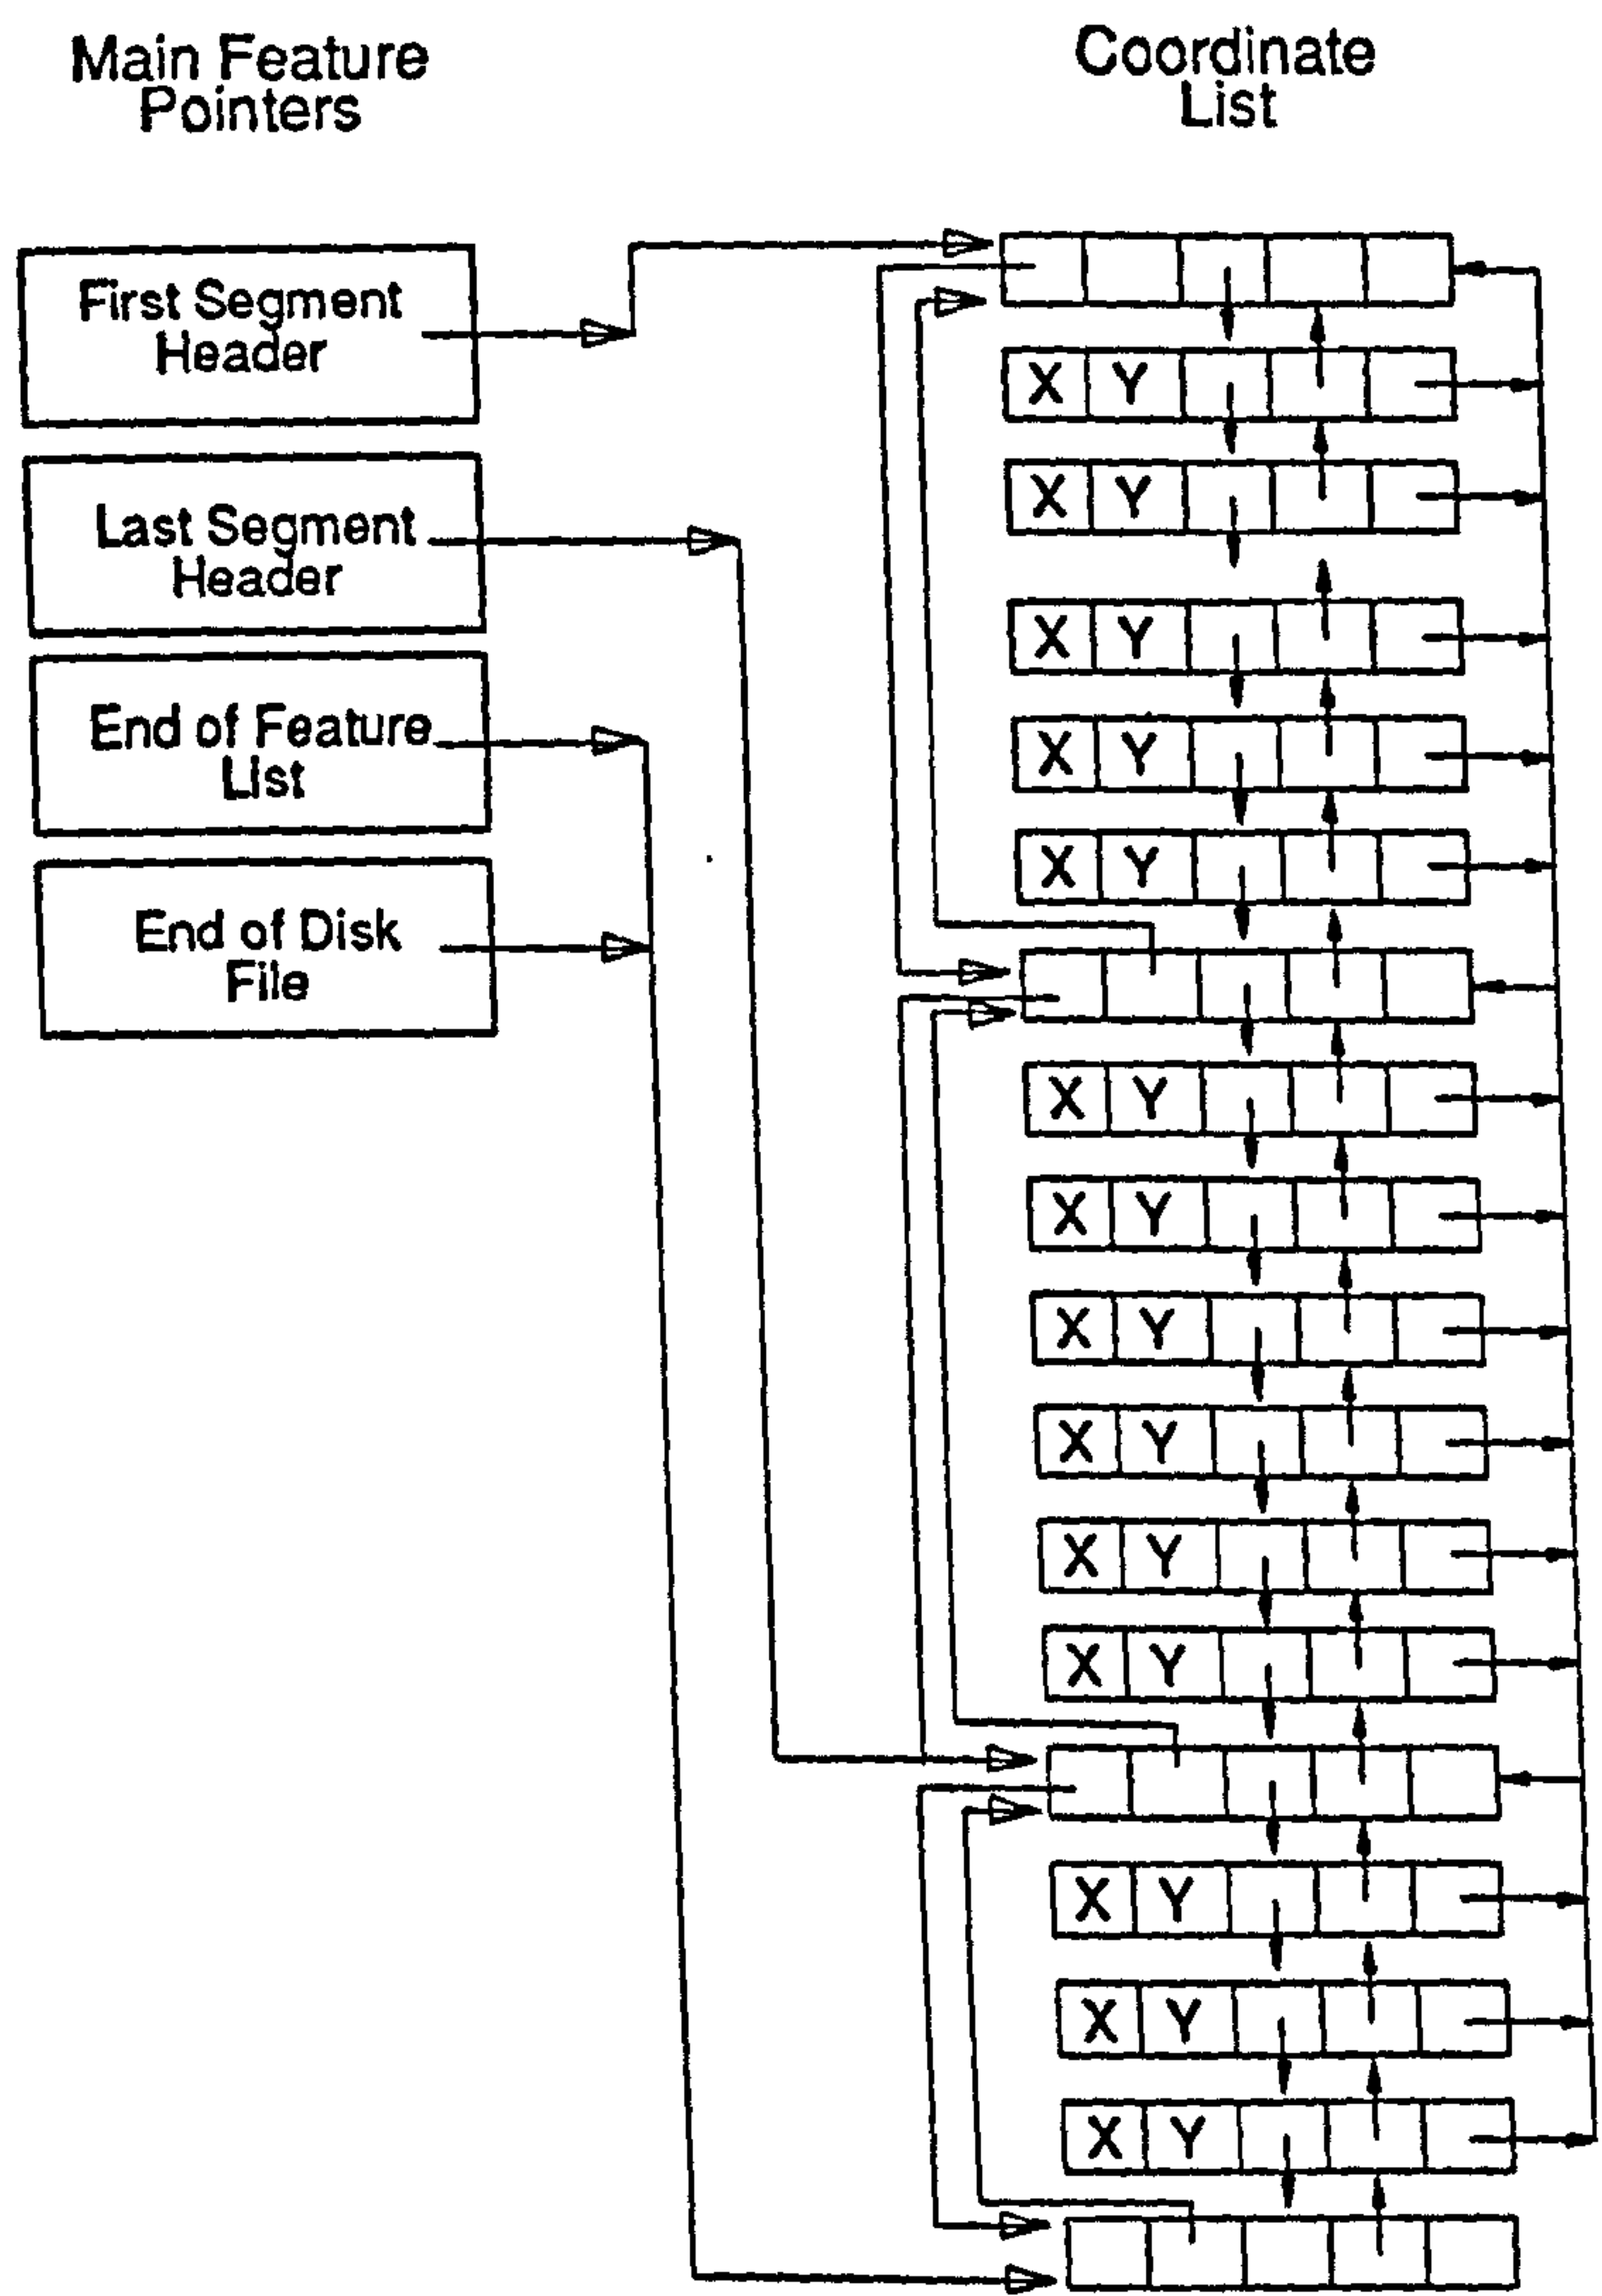 Main Feature
Pointers
Coordinate
List
First Segment
Header
Last Segment
Header
End of Feature
List
End of Disk
File
X Y
X Y
X Y
X Y
X Y
X Y
X Y
X Y
X Y
X Y
X Y
X Y
X Y
X Y